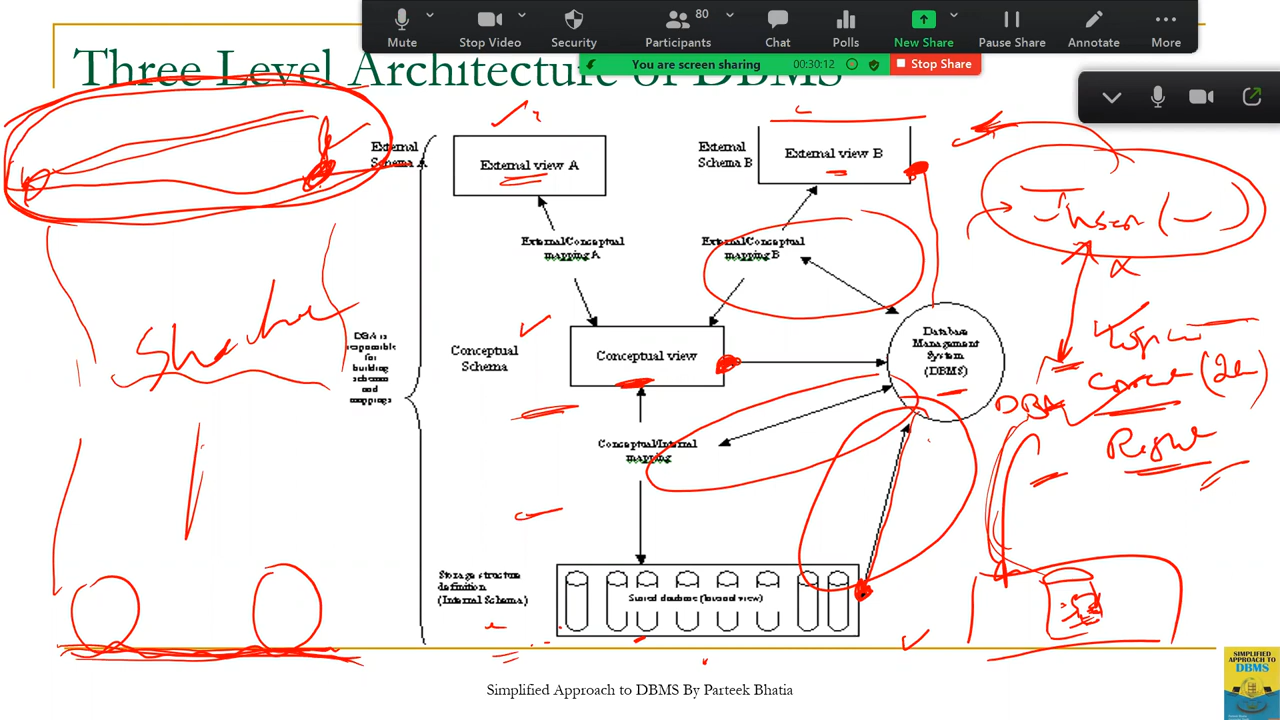 Mute
Stop Video
Security
80
Participants
Chat
Polls
New Share
Pause Share
Annotate
More
You are screen sharing
00:30:12
Stop Share
Three Level Architecture of DBMS
External
Schema A
External view A
External
Schema B
External view B
External/Conceptual
mapping A
External/Conceptual
mapping B
DBA is
responsible
for
building
schemas
and
mappings
Conceptual
Schema
Conceptual view
Database
Management
System
(DBMS)
Conceptual/Internal
mapping
DBA
Storage structure
definition
(Internal Schema)
Stored database (Internal view)
Simplified Approach to DBMS By Parteek Bhatia
SIMPLIFIED
APPROACH TO
DBMS